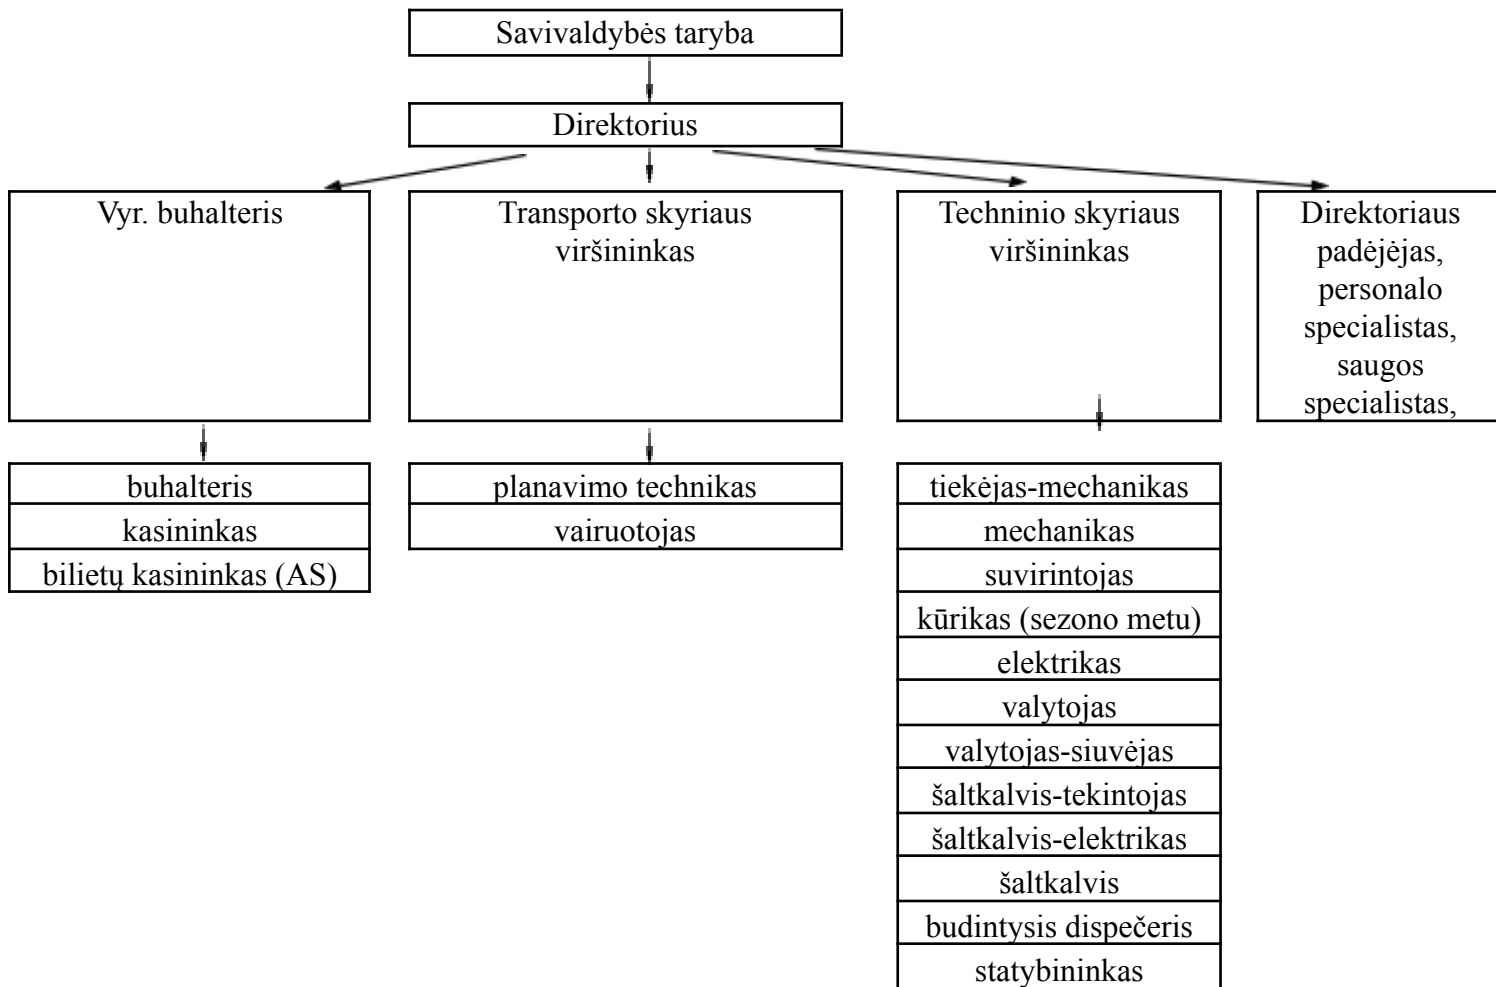 Savivaldybės taryba
Direktorius
Vyr. buhalteris
Transporto skyriaus
viršininkas
Techninio skyriaus
viršininkas
Direktoriaus
padėjėjas,
personalo
specialistas,
saugos
specialistas,
buhalteris
kasininkas
bilietų kasininkas (AS)
planavimo technikas
vairuotojas
tiekėjas-mechanikas
mechanikas
suvirintojas
kūrikas (sezono metu)
elektrikas
valytojas
valytojas-siuvėjas
šaltkalvis-tekintojas
šaltkalvis-elektrikas
šaltkalvis
budintysis dispečeris
statybininkas